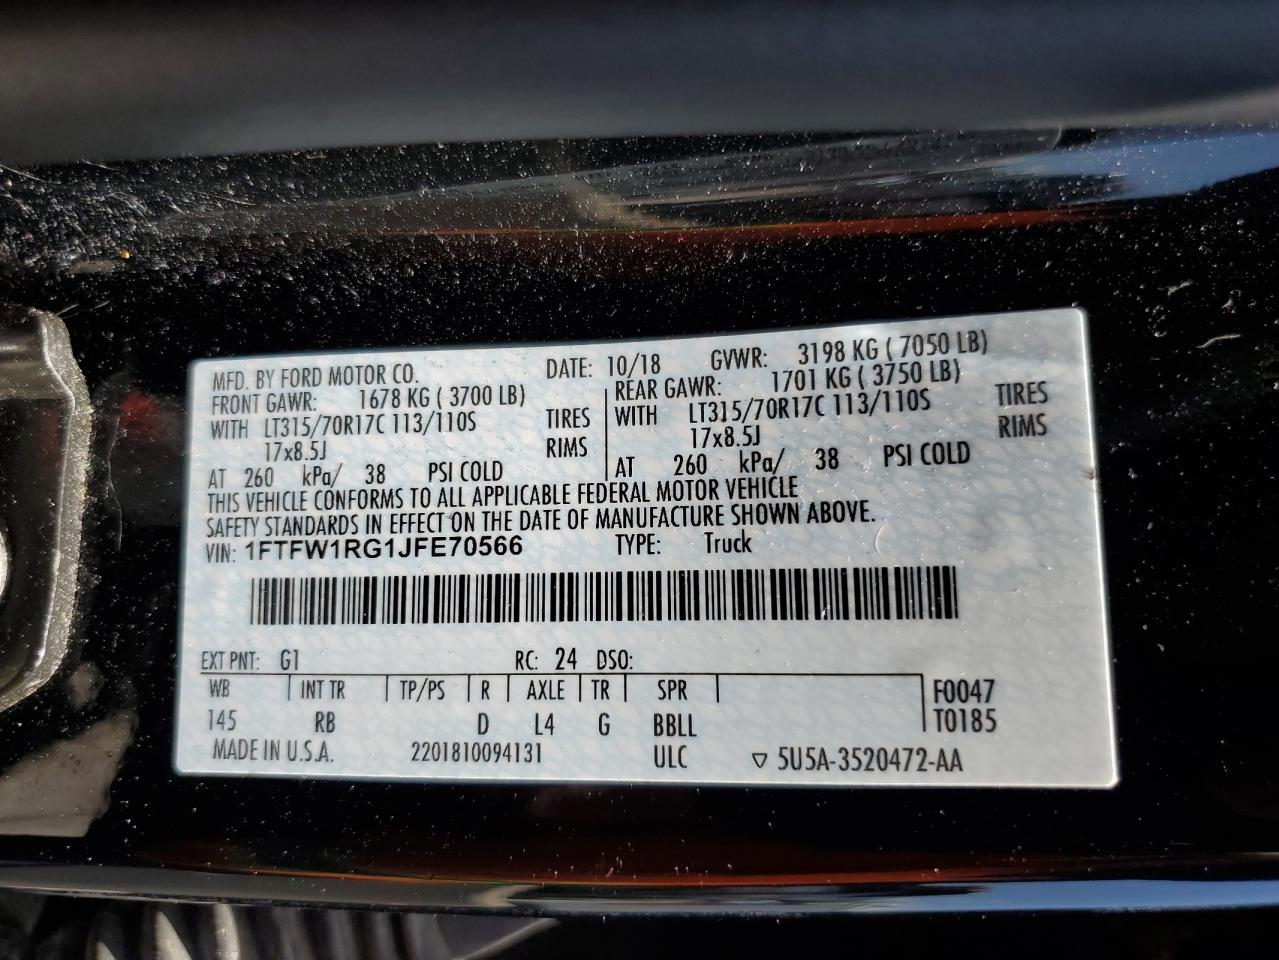 MFD. BY FORD MOTOR CO. DATE: 10/18 GVWR: 3198 KG ( 7050 LB)
FRONT GAWR: 1678 KG ( 3700 LB) REAR GAWR: 1701 KG ( 3750 LB)
WITH LT315/70R17C 113/110S TIRES WITH LT315/70R17C 113/110S TIRES
17x8.5J RIMS 17x8.5J RIMS
AT 260 kPa/ 38 PSI COLD AT 260 kPa/ 38 PSI COLD
THIS VEHICLE CONFORMS TO ALL APPLICABLE FEDERAL MOTOR VEHICLE
SAFETY STANDARDS IN EFFECT ON THE DATE OF MANUFACTURE SHOWN ABOVE.
VIN: 1FTFW1RG1JFE70566 TYPE: Truck
EXT PNT: G1 RC: 24 DSO:
WB INT TR TP/PS R AXLE TR SPR F0047
145 RB D L4 G BBLL T0185
MADE IN U.S.A. 2201810094131 ULC ▽ 5U5A-3520472-AA